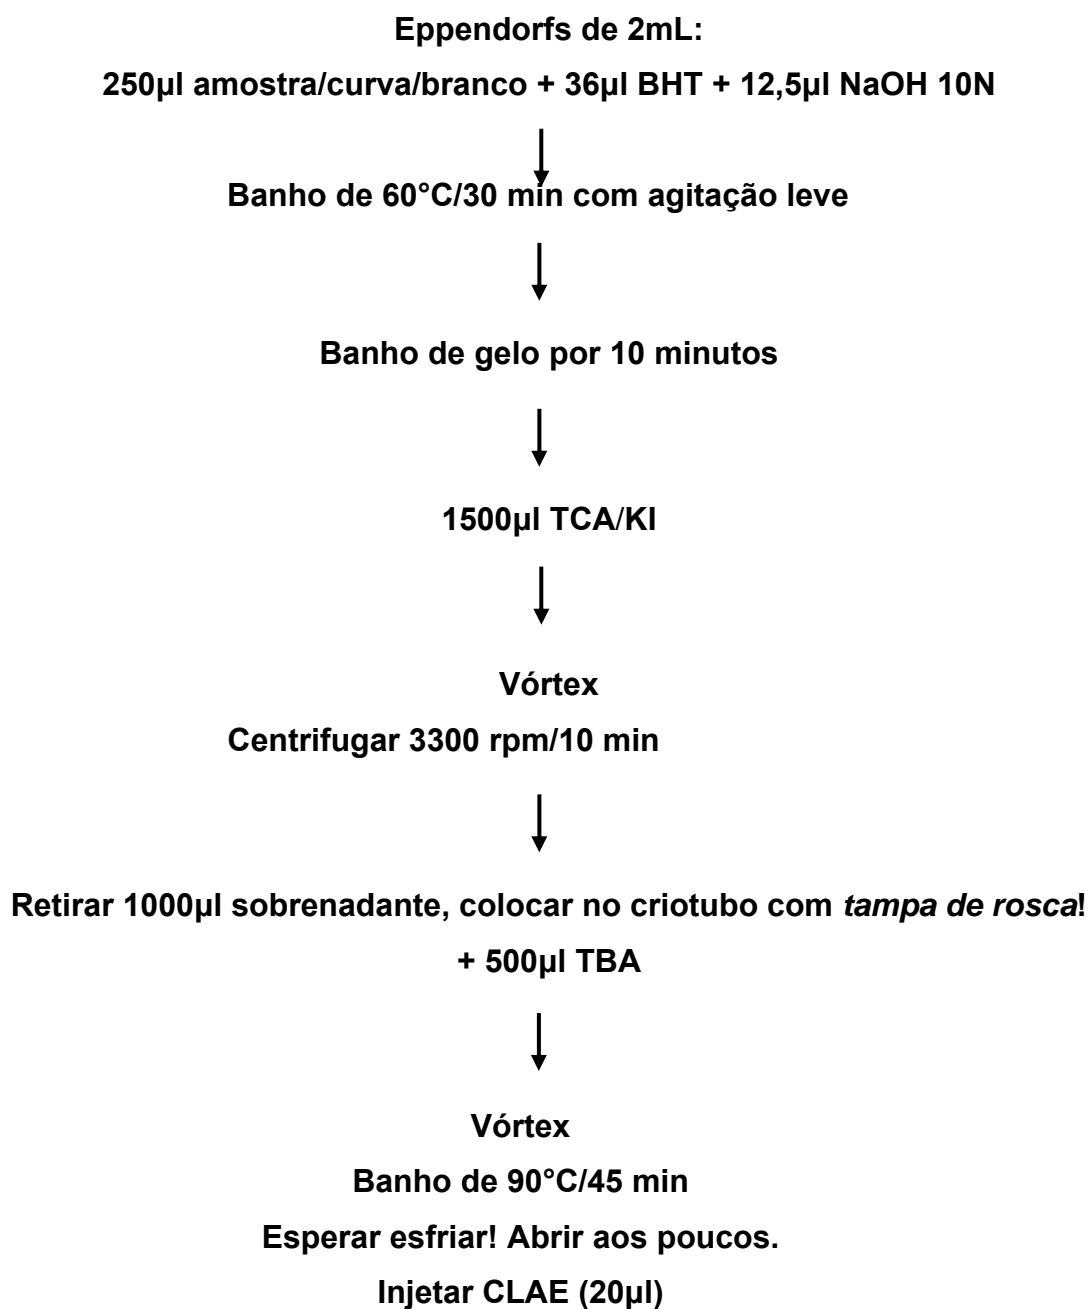 Eppendorfs de 2mL:
250µl amostra/curva/branco + 36µl BHT + 12,5µl NaOH 10N
Banho de 60°C/30 min com agitação leve
Banho de gelo por 10 minutos
1500µl TCA/KI
Vórtex
Centrifugar 3300 rpm/10 min
Retirar 1000µl sobrenadante, colocar no criotubo com tampa de rosca!
+ 500µl TBA
Vórtex
Banho de 90°C/45 min
Esperar esfriar! Abrir aos poucos.
Injetar CLAE (20µl)